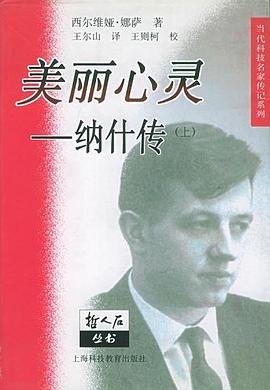 西尔维娅·娜萨 著
王尔山 译 王则柯 校
美丽心灵
—纳什传(上)
当代科技名家传记系列
哲人石
丛书
上海科技教育出版社